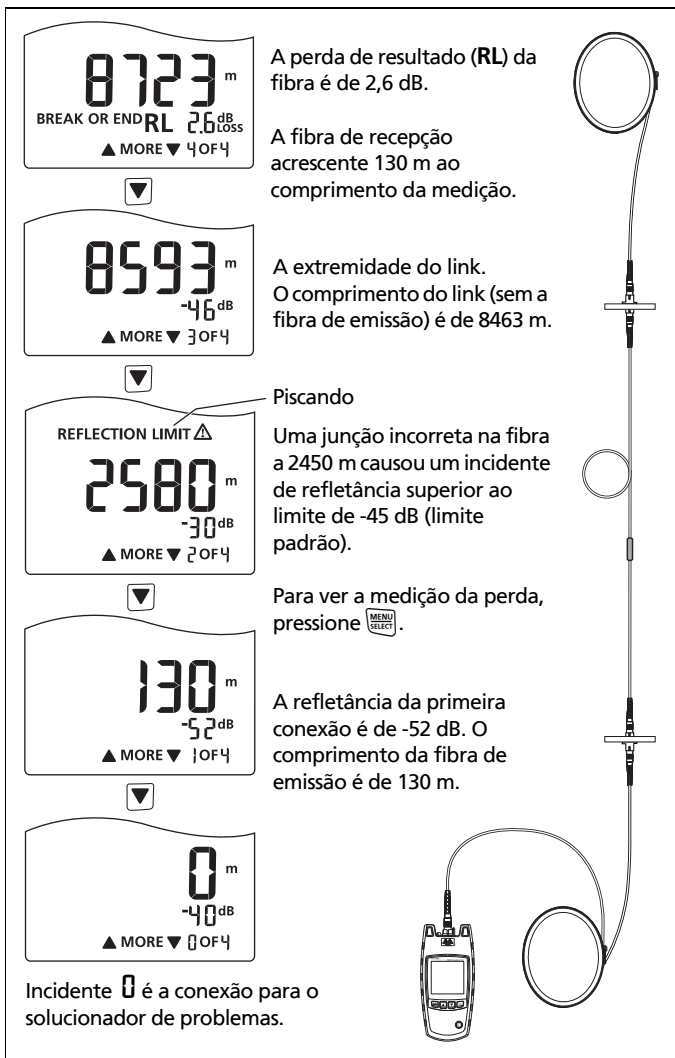 8723 m
BREAK OR END RL 2.6 dB LOSS
▲ MORE ▼ 4 OF 4
A perda de resultado (RL) da
fibra é de 2,6 dB.
A fibra de recepção
acrescente 130 m ao
comprimento da medição.
8593 m
-46 dB
▲ MORE ▼ 3 OF 4
A extremidade do link.
O comprimento do link (sem a
fibra de emissão) é de 8463 m.
Piscando
REFLECTION LIMIT ⚠
2580 m
-30 dB
▲ MORE ▼ 2 OF 4
Uma junção incorreta na fibra
a 2450 m causou um incidente
de refletância superior ao
limite de -45 dB (limite
padrão).
Para ver a medição da perda,
pressione MENU SELECT.
130 m
-52 dB
▲ MORE ▼ 1 OF 4
A refletância da primeira
conexão é de -52 dB. O
comprimento da fibra de
emissão é de 130 m.
0 m
-40 dB
▲ MORE ▼ 0 OF 4
Incidente 0 é a conexão para o
solucionador de problemas.